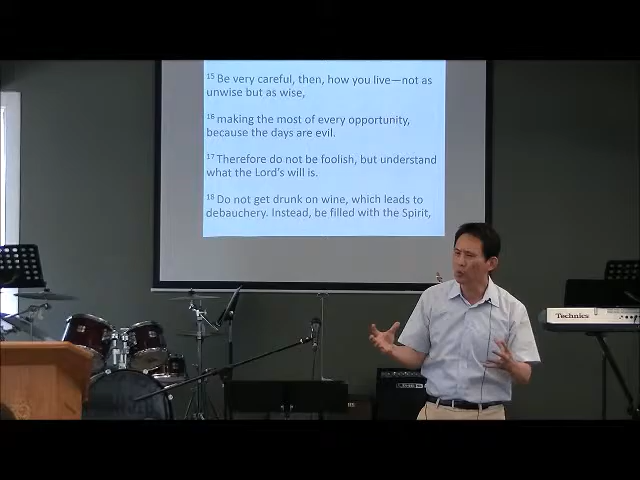 15 Be very careful, then, how you live—not as
unwise but as wise,
16 making the most of every opportunity,
because the days are evil.
17 Therefore do not be foolish, but understand
what the Lord's will is.
18 Do not get drunk on wine, which leads to
debauchery. Instead, be filled with the Spirit,
Technics